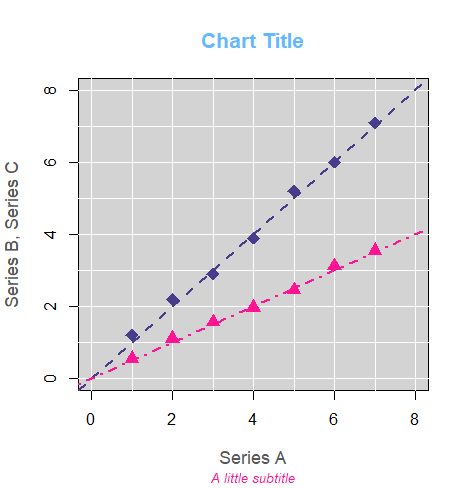 Chart Title
8
6
4
2
0
Series B, Series C
0 2 4 6 8
Series A
A little subtitle